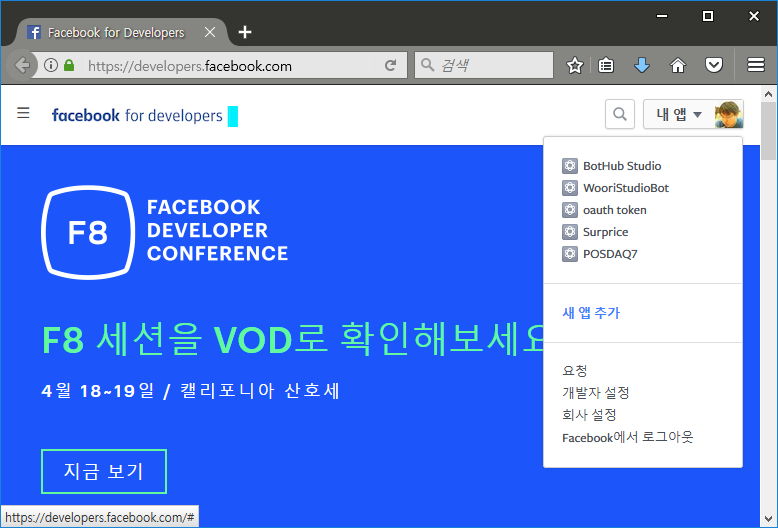 Facebook for Developers
https://developers.facebook.com
검색
facebook for developers
내 앱
BotHub Studio
WooriStudioBot
oauth token
Surprice
POSDAQ7
새 앱 추가
요청
개발자 설정
회사 설정
Facebook에서 로그아웃
F8
FACEBOOK
DEVELOPER
CONFERENCE
F8 세션을 VOD로 확인해보세요
4월 18~19일 / 캘리포니아 산호세
지금 보기
https://developers.facebook.com/#